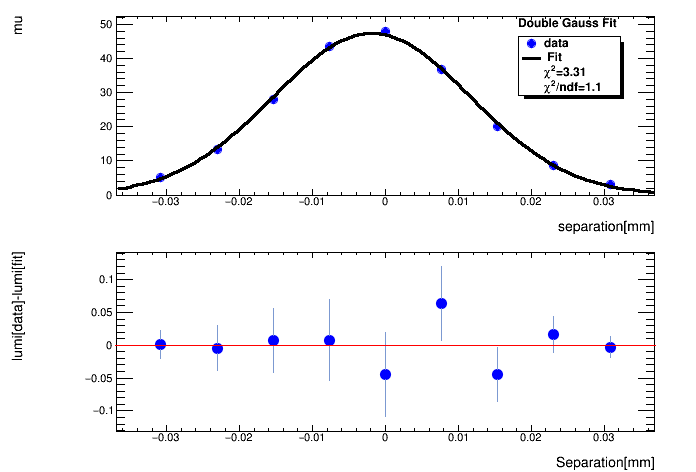 mu
Double Gauss Fit
data
Fit
χ²=3.31
χ²/ndf=1.1
50
40
30
20
10
0
−0.03 −0.02 −0.01 0 0.01 0.02 0.03
separation[mm]
lumi[data]-lumi[fit]
0.1
0.05
0
−0.05
−0.1
−0.03 −0.02 −0.01 0 0.01 0.02 0.03
Separation[mm]